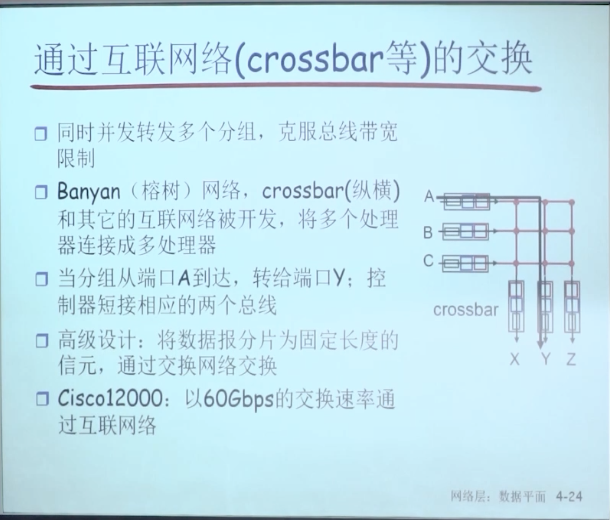 通过互联网络(crossbar等)的交换
同时并发转发多个分组，克服总线带宽
限制
Banyan（榕树）网络，crossbar(纵横)
和其它的互联网络被开发，将多个处理
器连接成多处理器
当分组从端口A到达，转给端口Y；控
制器短接相应的两个总线
高级设计：将数据报分片为固定长度的
信元，通过交换网络交换
Cisco12000：以60Gbps的交换速率通
过互联网络
A
B
C
crossbar
X Y Z
网络层：数据平面 4-24